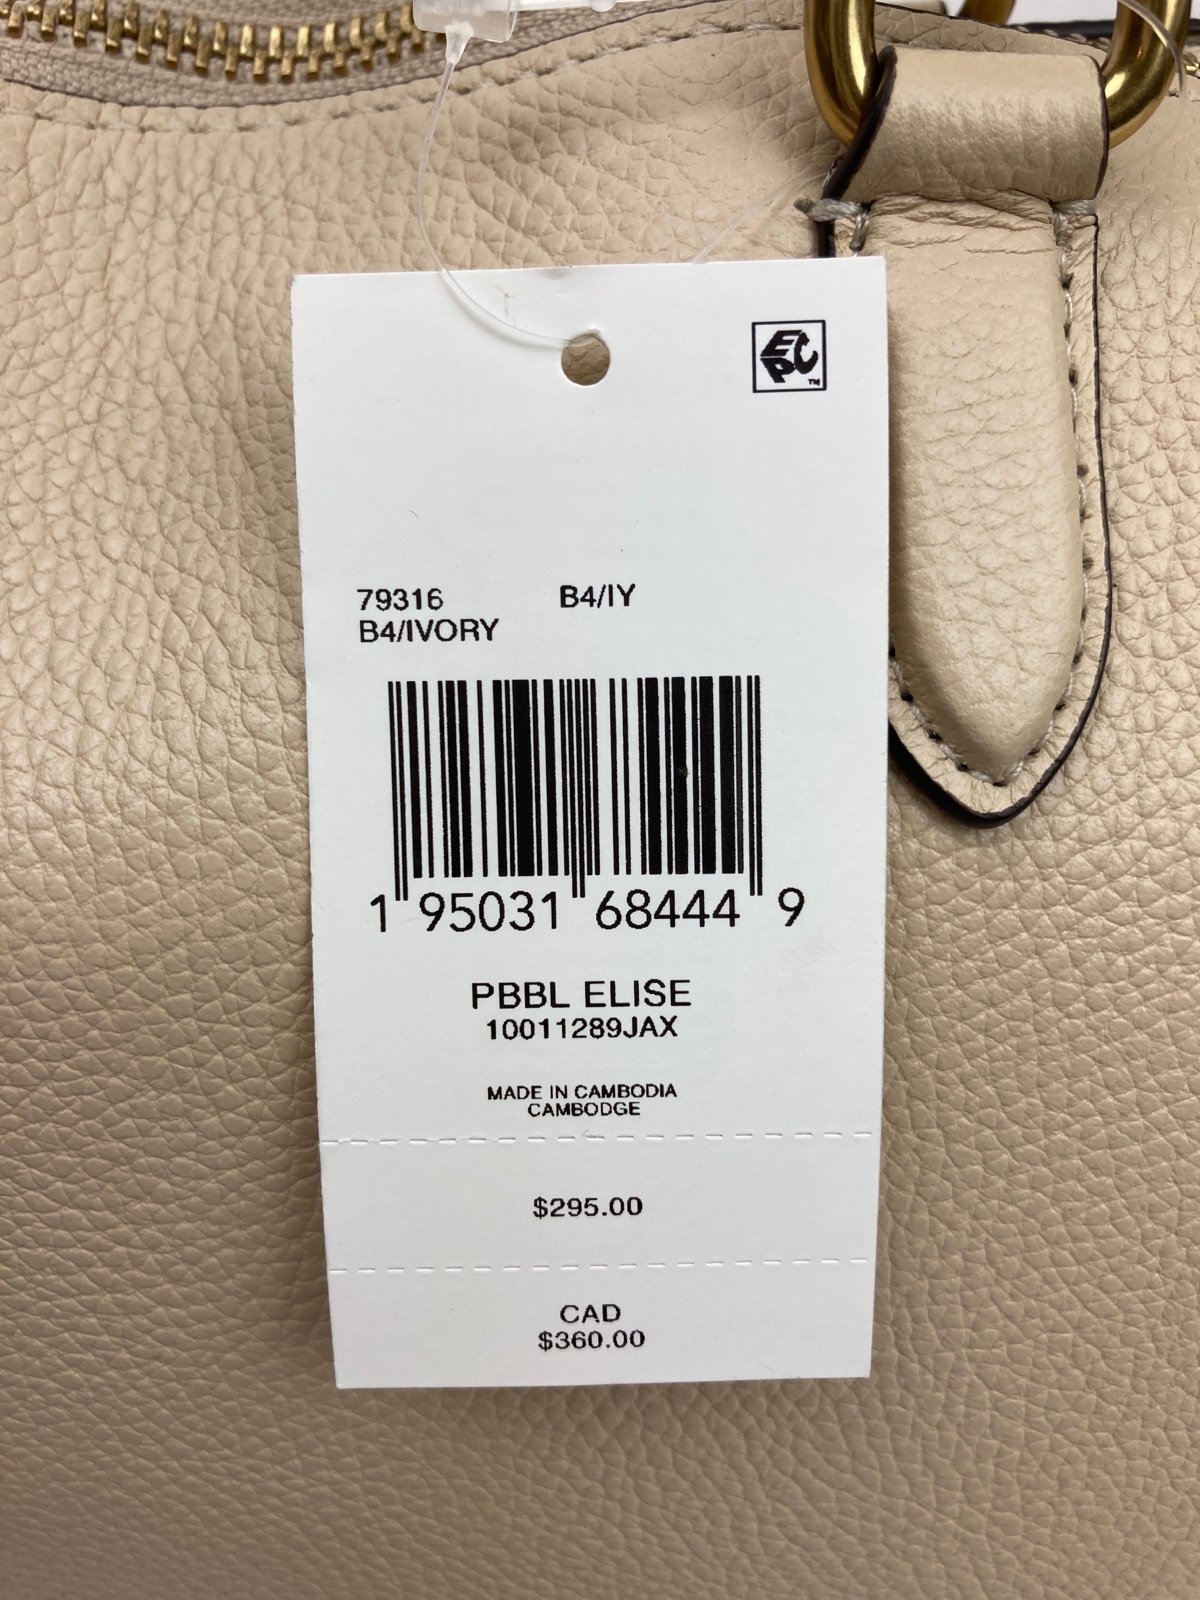 EPC™
79316 B4/IY
B4/IVORY
1 95031 68444 9
PBBL ELISE
10011289JAX
MADE IN CAMBODIA
CAMBODGE
$295.00
CAD
$360.00